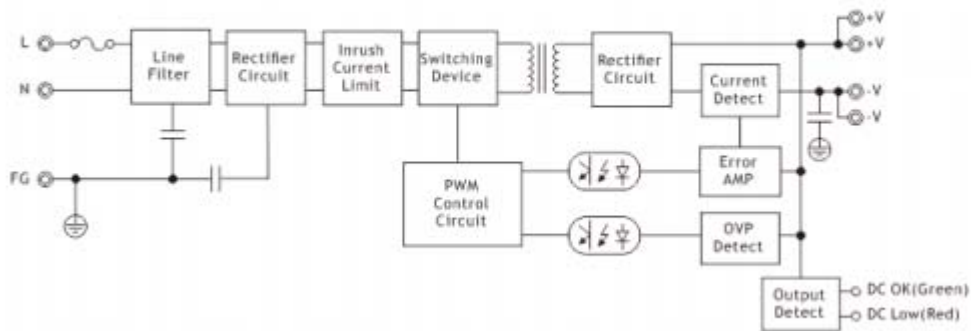 L
N
FG
Line
Filter
Rectifier
Circuit
Inrush
Current
Limit
Switching
Device
Rectifier
Circuit
Current
Detect
+V
+V
-V
-V
PWM
Control
Circuit
Error
AMP
OVP
Detect
Output
Detect
DC OK(Green)
DC Low(Red)